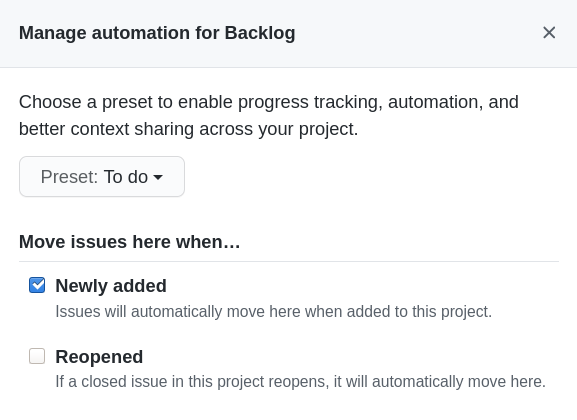 Manage automation for Backlog
Choose a preset to enable progress tracking, automation, and
better context sharing across your project.
Preset: To do
Move issues here when…
Newly added
Issues will automatically move here when added to this project.
Reopened
If a closed issue in this project reopens, it will automatically move here.